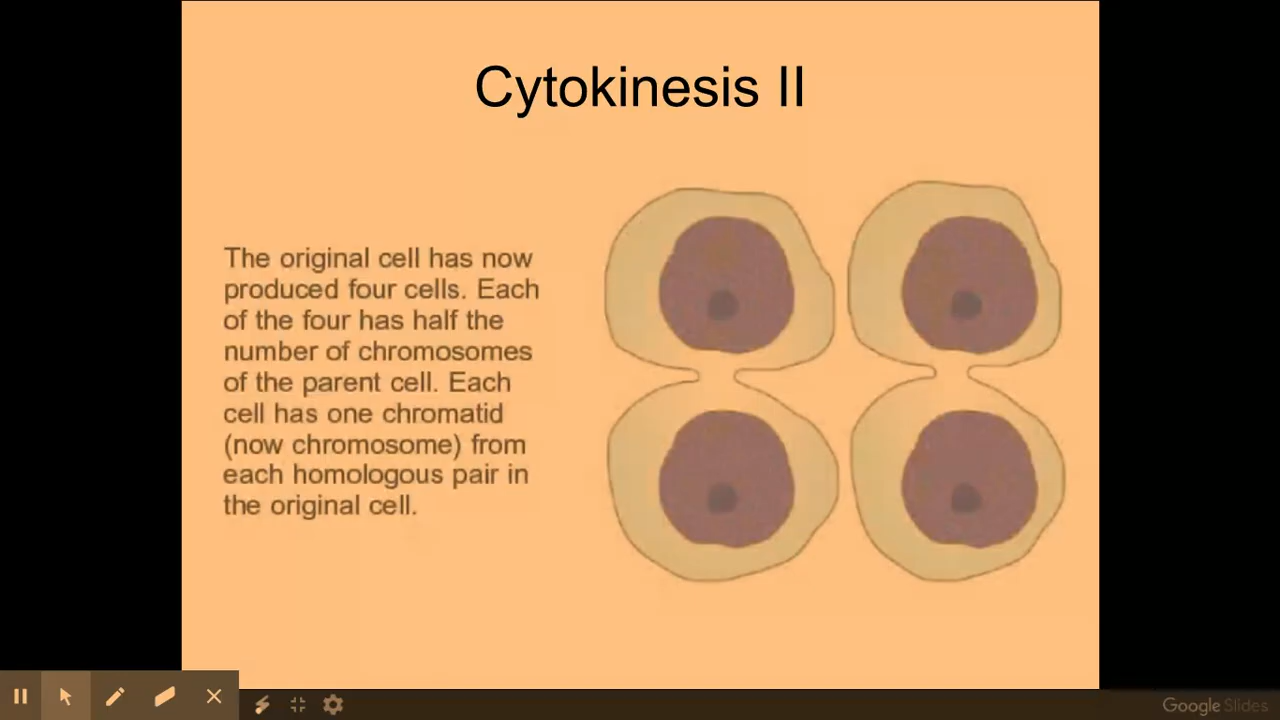 Cytokinesis II
The original cell has now
produced four cells. Each
of the four has half the
number of chromosomes
of the parent cell. Each
cell has one chromatid
(now chromosome) from
each homologous pair in
the original cell.
Google Slides